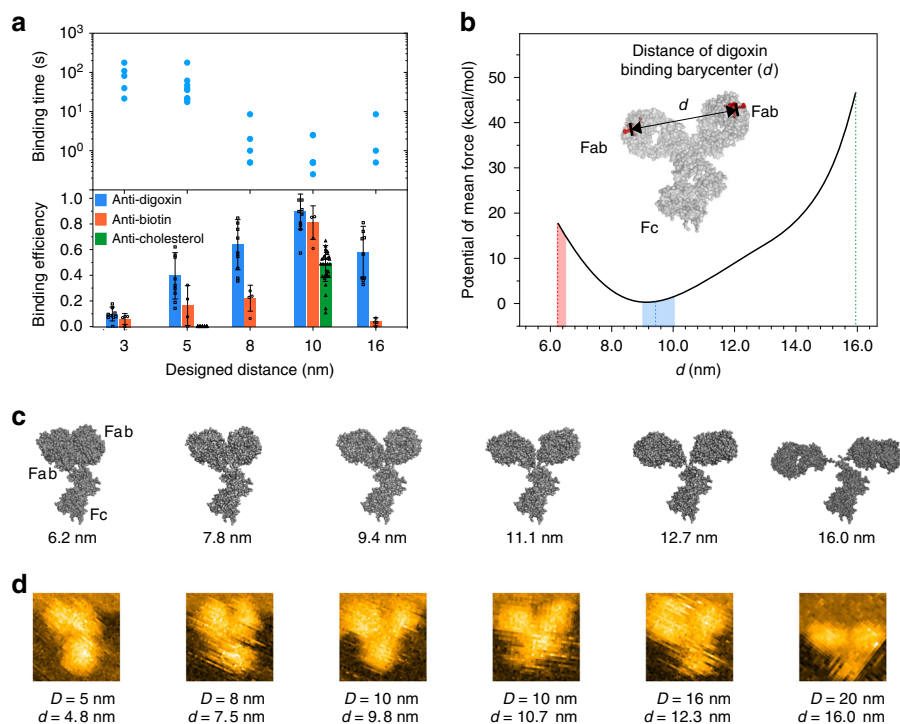 a
Binding time (s)
10²
10¹
10⁰
Binding efficiency
1.0
0.8
0.6
0.4
0.2
0.0
Anti-digoxin
Anti-biotin
Anti-cholesterol
3
5
8
10
16
Designed distance (nm)
b
Potential of mean force (kcal/mol)
50
40
30
20
10
0
Distance of digoxin
binding barycenter (d)
d
Fab
Fab
Fc
6.0
8.0
10.0
12.0
14.0
16.0
d (nm)
c
Fab
Fab
Fc
6.2 nm
7.8 nm
9.4 nm
11.1 nm
12.7 nm
16.0 nm
d
D = 5 nm
d = 4.8 nm
D = 8 nm
d = 7.5 nm
D = 10 nm
d = 9.8 nm
D = 10 nm
d = 10.7 nm
D = 16 nm
d = 12.3 nm
D = 20 nm
d = 16.0 nm